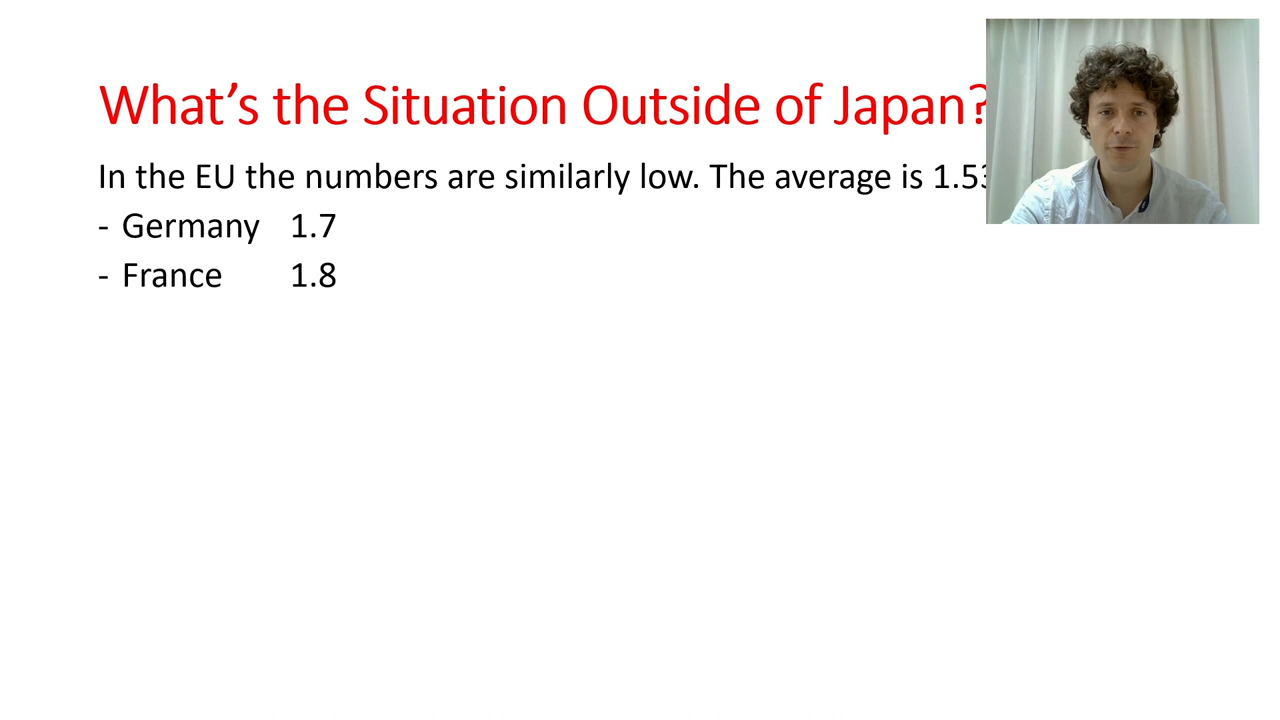 What's the Situation Outside of Japan?
In the EU the numbers are similarly low. The average is 1.53
- Germany 1.7
- France 1.8